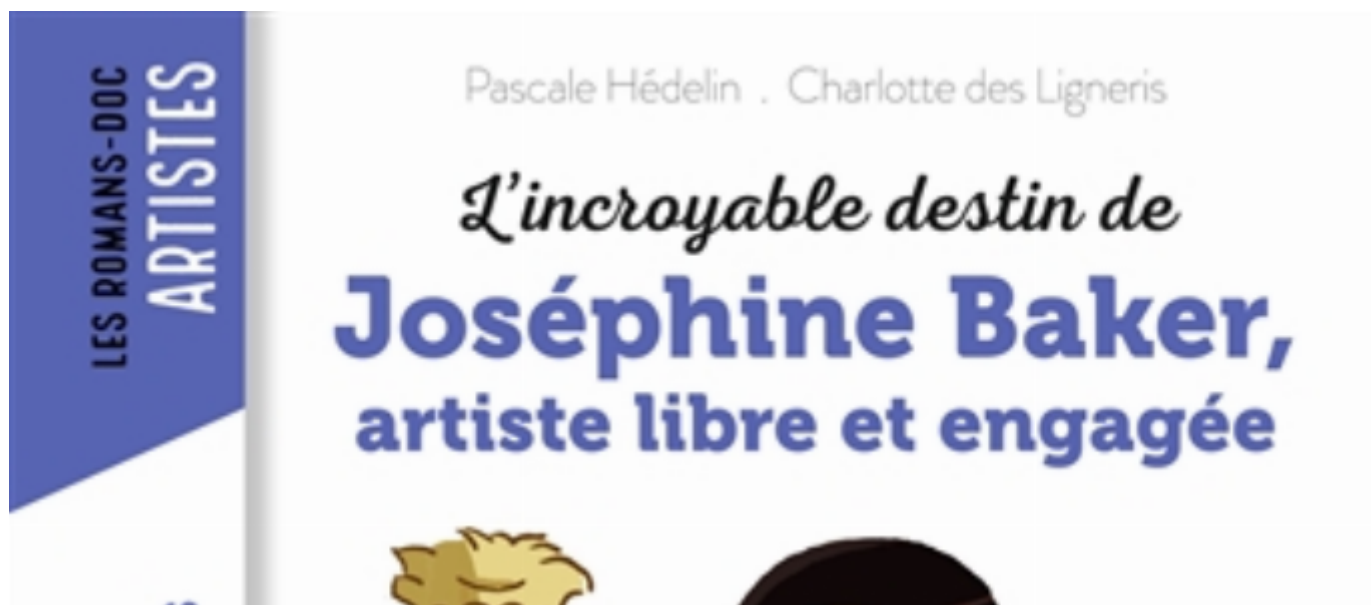 LES ROMANS-DOC
ARTISTES
Pascale Hédelin . Charlotte des Ligneris
L'incroyable destin de
Joséphine Baker,
artiste libre et engagée